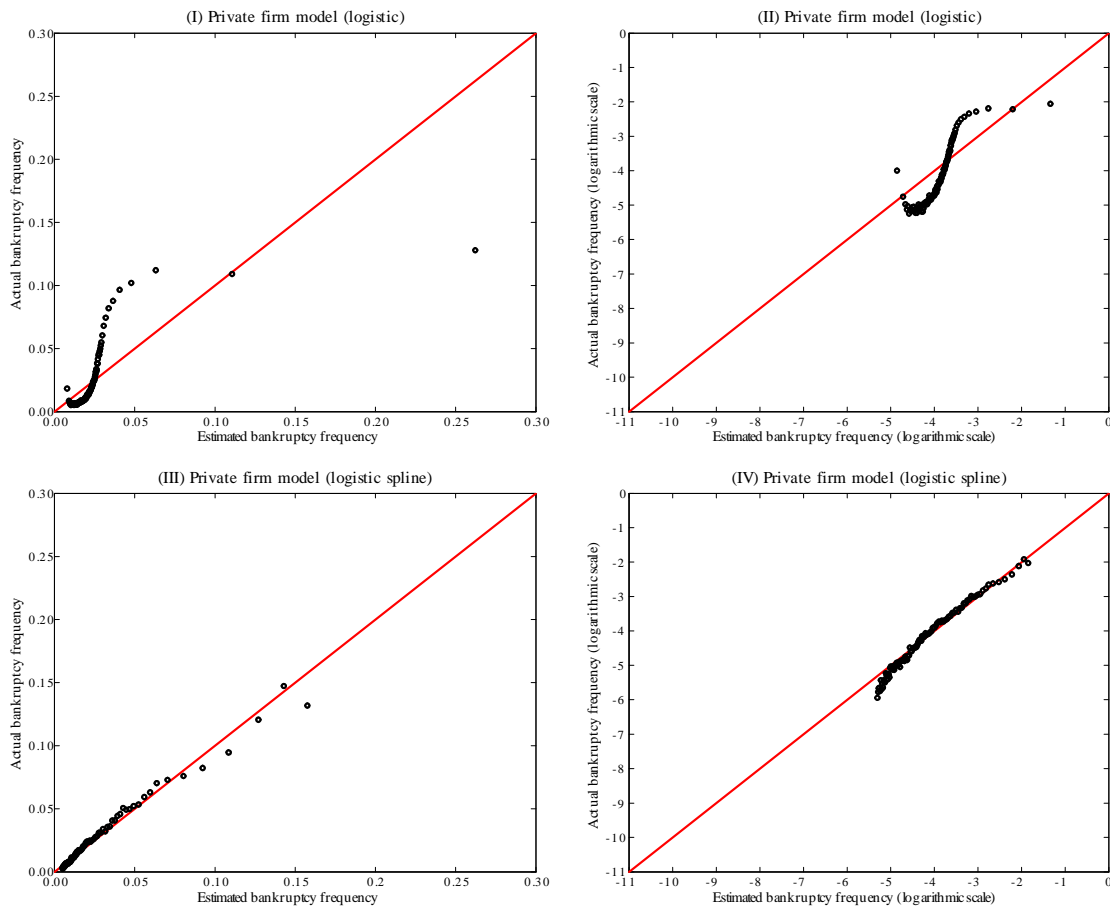 (I) Private firm model (logistic)
Actual bankruptcy frequency
0.30
0.25
0.20
0.15
0.10
0.05
0.00
0.00 0.05 0.10 0.15 0.20 0.25 0.30
Estimated bankruptcy frequency
(II) Private firm model (logistic)
Actual bankruptcy frequency (logarithmic scale)
0
-1
-2
-3
-4
-5
-6
-7
-8
-9
-10
-11
-11 -10 -9 -8 -7 -6 -5 -4 -3 -2 -1 0
Estimated bankruptcy frequency (logarithmic scale)
(III) Private firm model (logistic spline)
Actual bankruptcy frequency
0.30
0.25
0.20
0.15
0.10
0.05
0.00
0.00 0.05 0.10 0.15 0.20 0.25 0.30
Estimated bankruptcy frequency
(IV) Private firm model (logistic spline)
Actual bankruptcy frequency (logarithmic scale)
0
-1
-2
-3
-4
-5
-6
-7
-8
-9
-10
-11
-11 -10 -9 -8 -7 -6 -5 -4 -3 -2 -1 0
Estimated bankruptcy frequency (logarithmic scale)